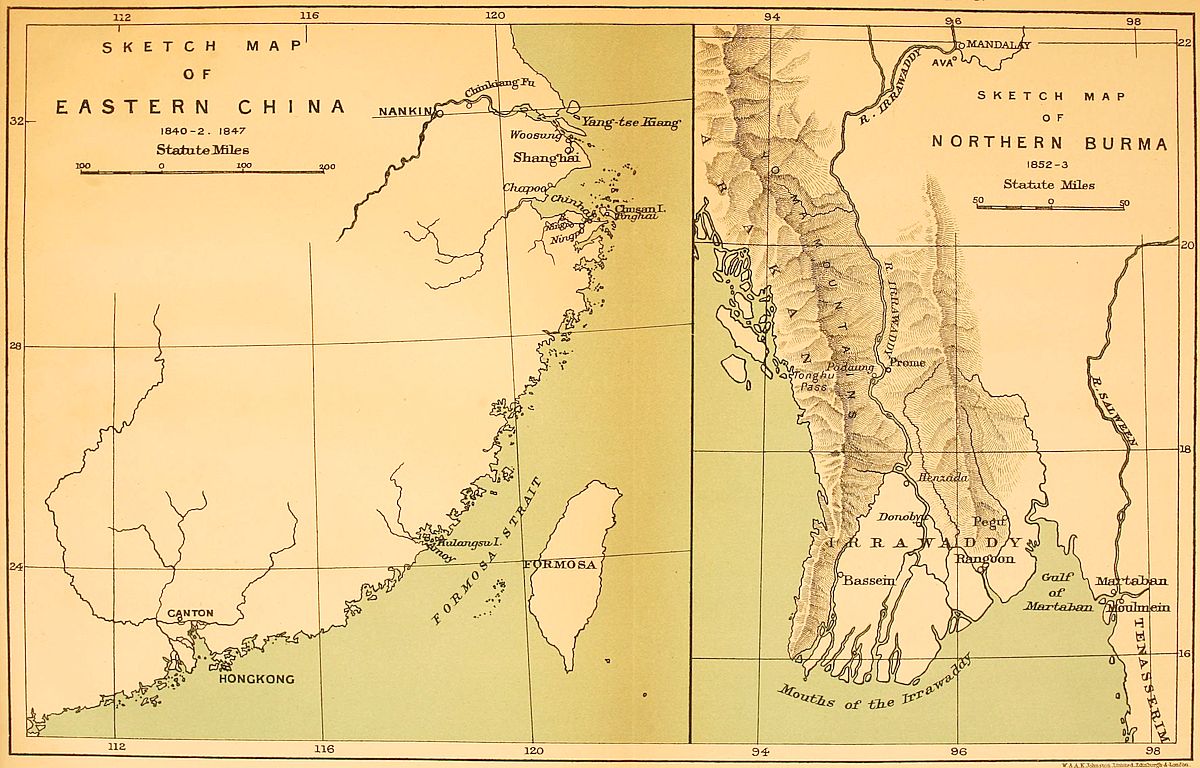 112
116
120
SKETCH MAP
OF
EASTERN CHINA
1840-2. 1847
Statute Miles
100 0 100 200
32
28
24
NANKIN
Chinkiang Fu
Yang-tse Kiang
Woosung
Shanghai
Chapoo
Chinhai
Chusan I.
Tinghai
Ningpo
Kulangsu I.
Amoy
FORMOSA STRAIT
FORMOSA
CANTON
HONGKONG
112
116
120
94
96
98
22
MANDALAY
AVA
R. IRRAWADDY
SKETCH MAP
OF
NORTHERN BURMA
1852-3
Statute Miles
50 0 50
ARAKAN
YOMA MOUNTAINS
20
R. IRRAWADDY
Padaung
Prome
Tonghu
Pass
R. SALWEEN
18
Henzada
Donobyu
Pegu
IRRAWADDY
Rangoon
Bassein
Gulf
of
Martaban
Martaban
Moulmein
TENASSERIM
16
Mouths of the Irrawaddy
94
96
98
W. & A.K. Johnston, Limited, Edinburgh & London.